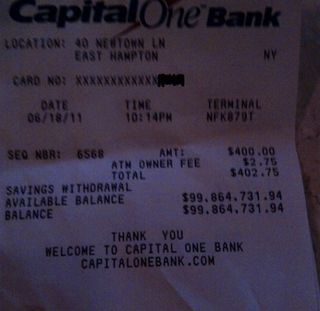 Capital One Bank
LOCATION: 40 NEWTOWN LN
EAST HAMPTON NY
CARD NO: XXXXXXXXXXXX
DATE TIME TERMINAL
06/18/11 10:14PM NFK879T
SEQ NBR: 6568 AMT: $400.00
ATM OWNER FEE $2.75
TOTAL $402.75
SAVINGS WITHDRAWAL
AVAILABLE BALANCE $99,864,731.94
BALANCE $99,864,731.94
THANK YOU
WELCOME TO CAPITAL ONE BANK
CAPITALONEBANK.COM